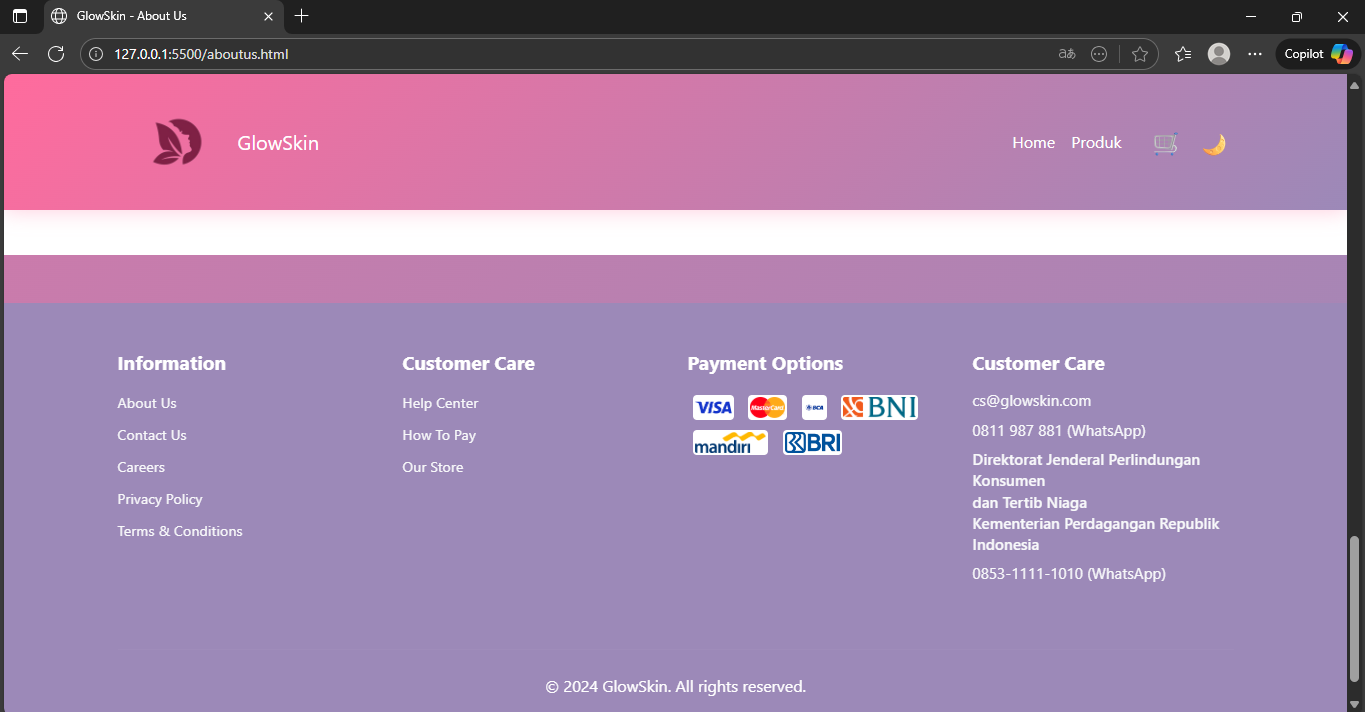 GlowSkin - About Us
127.0.0.1:5500/aboutus.html
aあ
Copilot
GlowSkin
Home
Produk
Information
About Us
Contact Us
Careers
Privacy Policy
Terms & Conditions
Customer Care
Help Center
How To Pay
Our Store
Payment Options
VISA
MasterCard
BCA
BNI
mandiri
BRI
Customer Care
cs@glowskin.com
0811 987 881 (WhatsApp)
Direktorat Jenderal Perlindungan
Konsumen
dan Tertib Niaga
Kementerian Perdagangan Republik
Indonesia
0853-1111-1010 (WhatsApp)
© 2024 GlowSkin. All rights reserved.